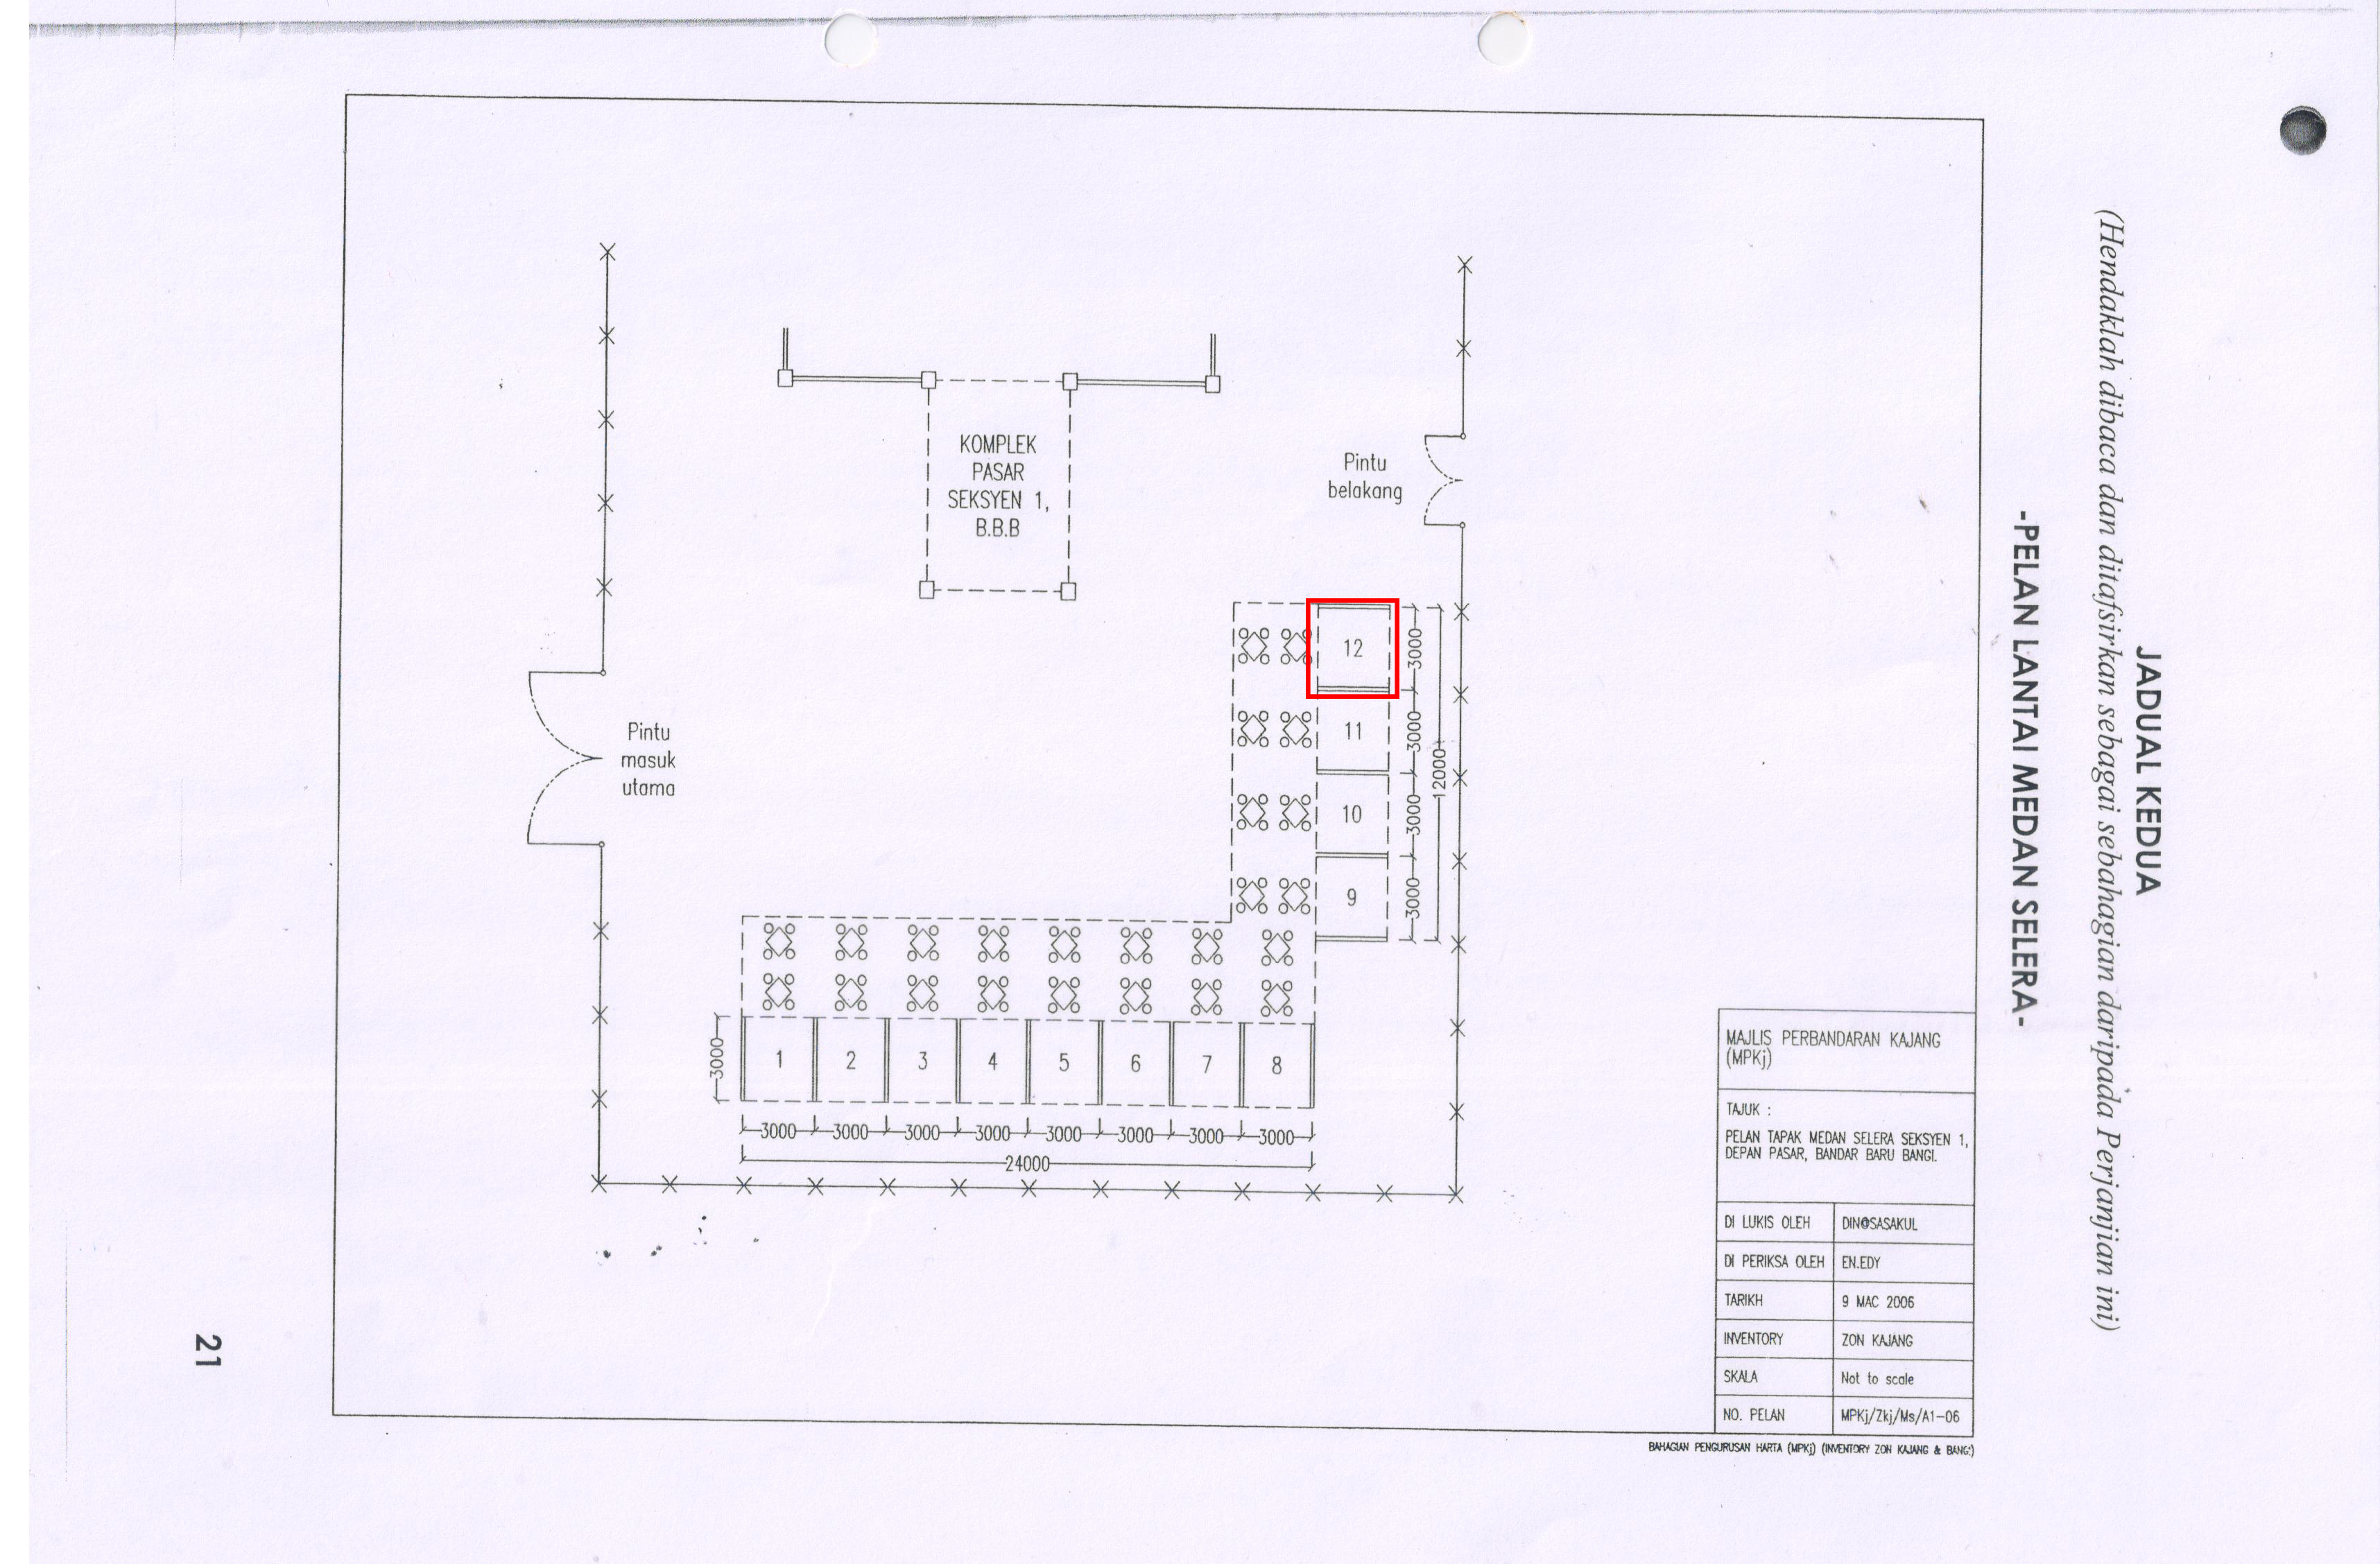 JADUAL KEDUA
(Hendaklah dibaca dan ditafsirkan sebagai sebahagian daripada Perjanjian ini)
-PELAN LANTAI MEDAN SELERA-
KOMPLEK
PASAR
SEKSYEN 1,
B.B.B
Pintu
belakang
Pintu
masuk
utama
12
11
10
9
3000
3000
3000
3000
12000
1
2
3
4
5
6
7
8
3000
3000
3000
3000
3000
3000
3000
3000
3000
24000
MAJLIS PERBANDARAN KAJANG
(MPKj)
TAJUK :
PELAN TAPAK MEDAN SELERA SEKSYEN 1,
DEPAN PASAR, BANDAR BARU BANGI.
DI LUKIS OLEH DIN@SASAKUL
DI PERIKSA OLEH EN.EDY
TARIKH 9 MAC 2006
INVENTORY ZON KAJANG
SKALA Not to scale
NO. PELAN MPKj/Zkj/Ms/A1-06
BAHAGIAN PENGURUSAN HARTA (MPKj) (INVENTORY ZON KAJANG & BANG:)
21